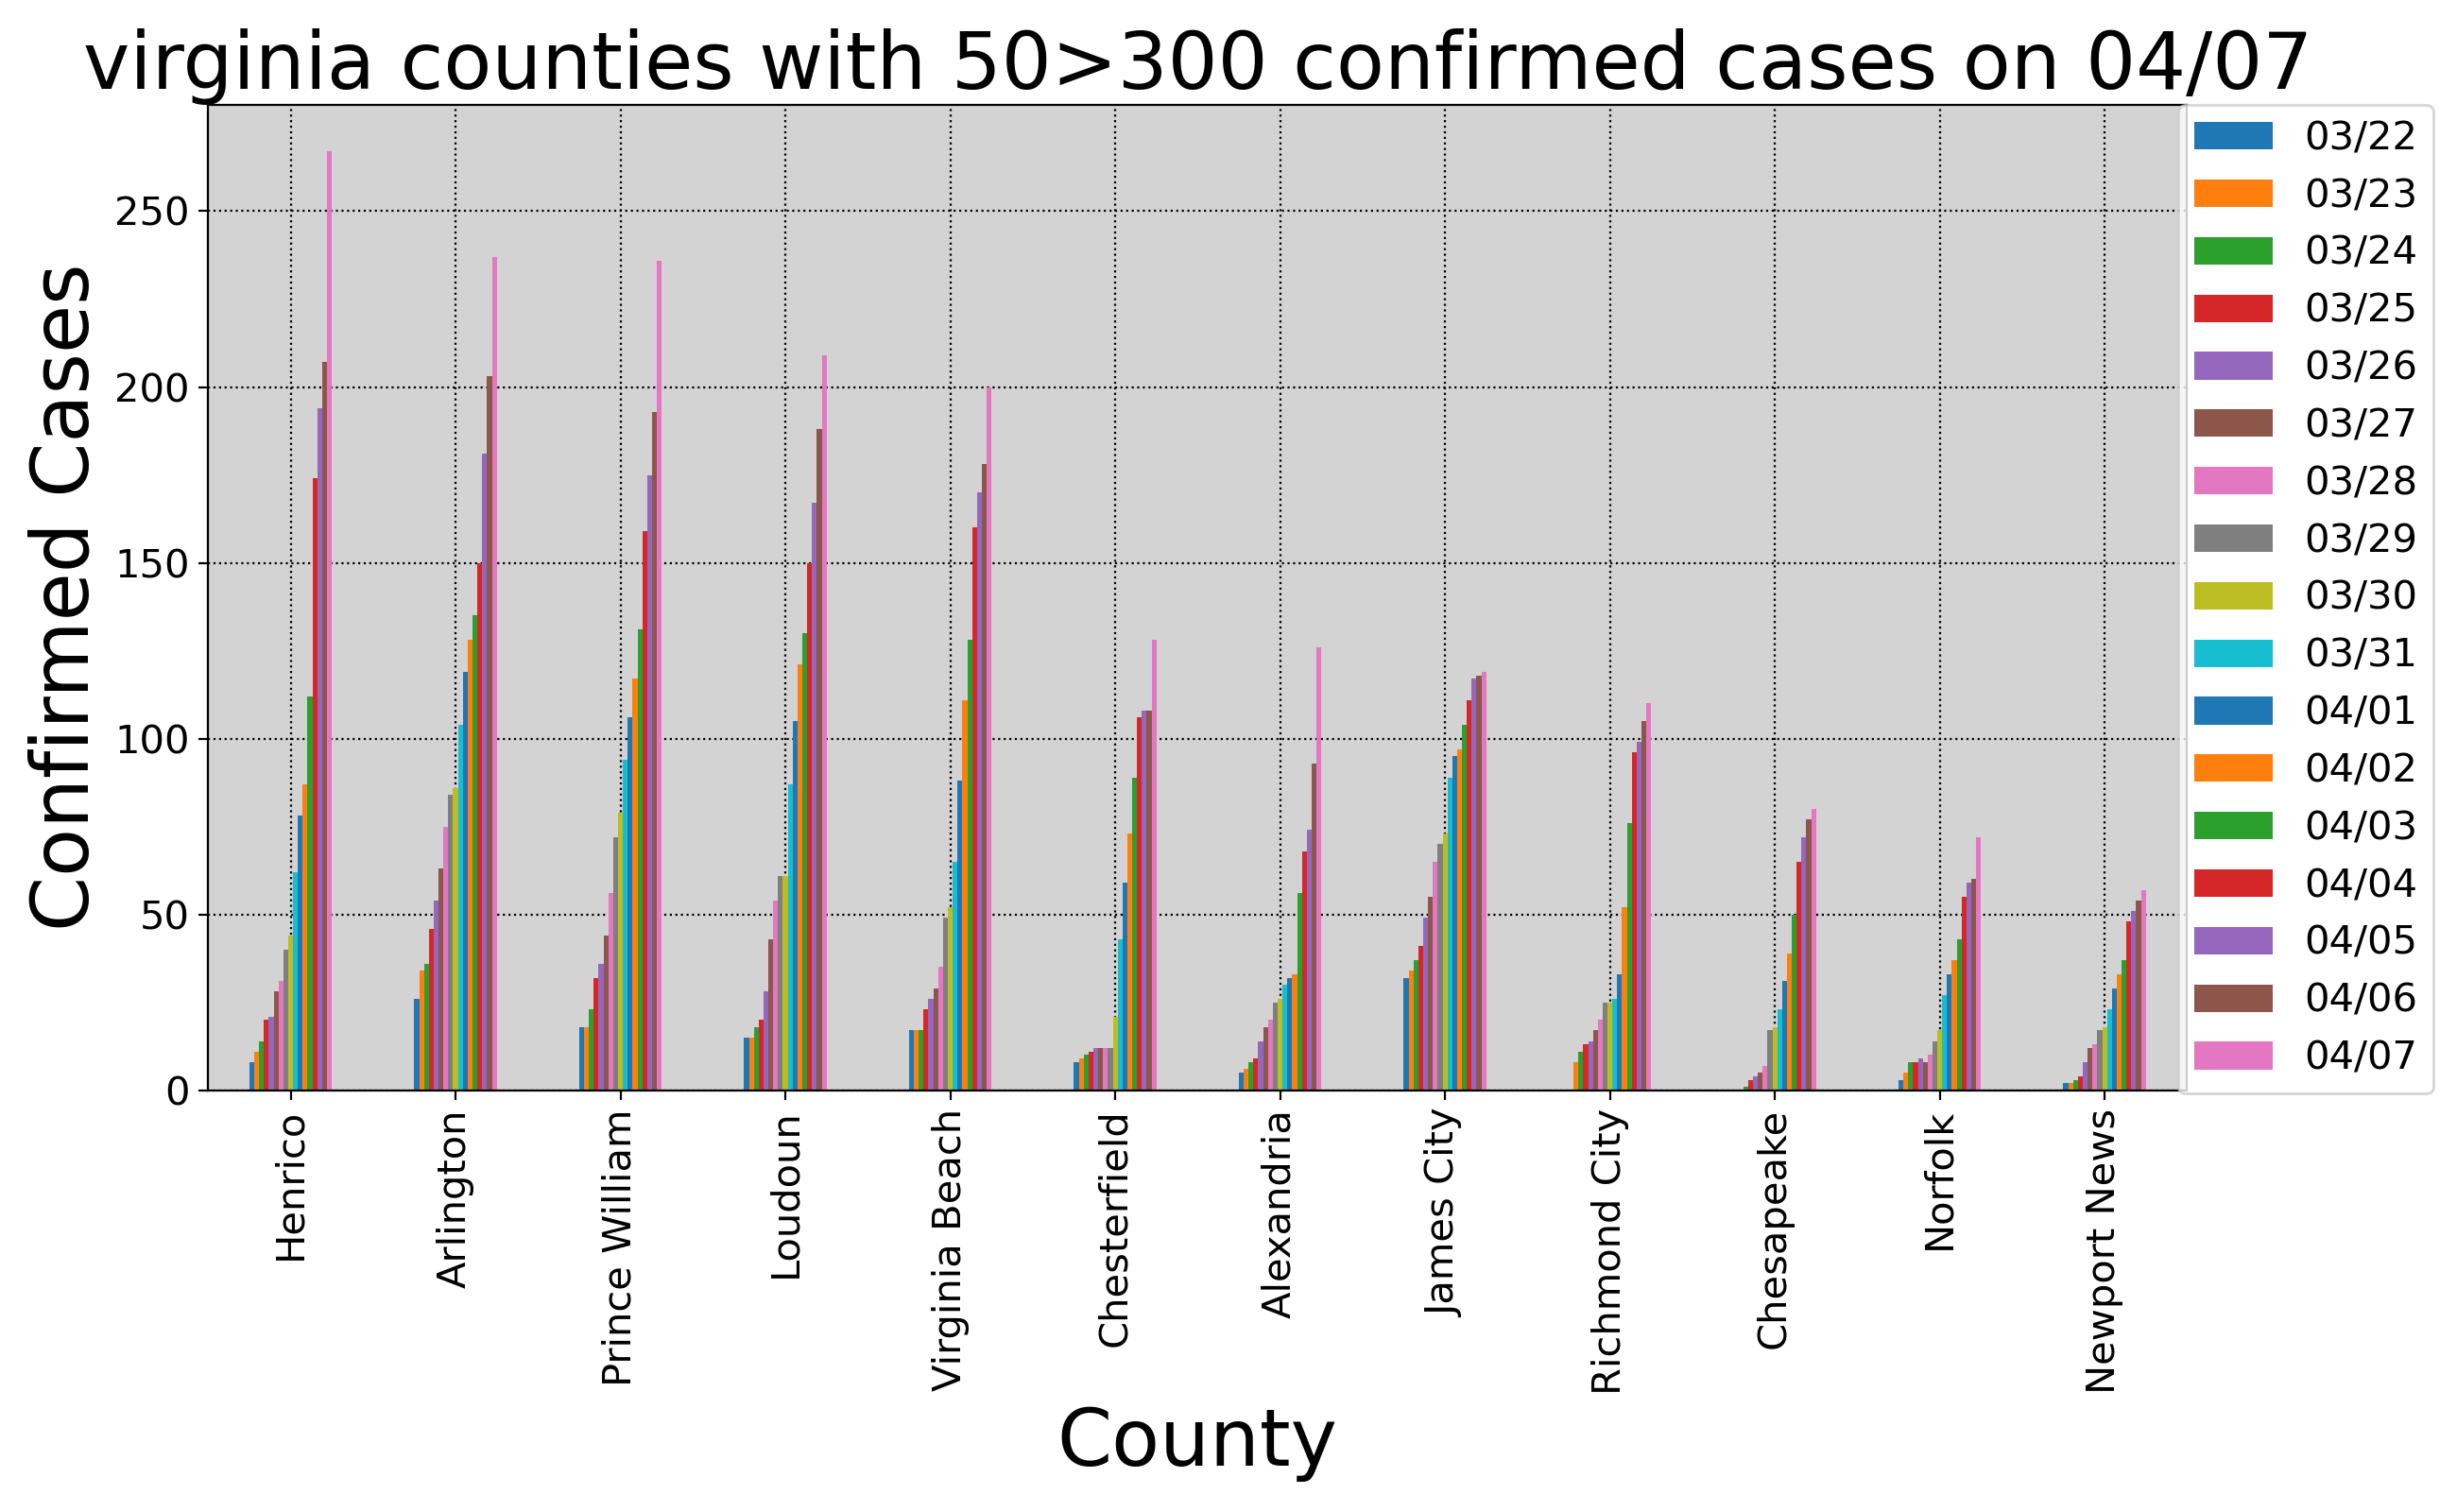 virginia counties with 50>300 confirmed cases on 04/07
Confirmed Cases
250
200
150
100
50
0
03/22
03/23
03/24
03/25
03/26
03/27
03/28
03/29
03/30
03/31
04/01
04/02
04/03
04/04
04/05
04/06
04/07
Henrico
Arlington
Prince William
Loudoun
Virginia Beach
Chesterfield
Alexandria
James City
Richmond City
Chesapeake
Norfolk
Newport News
County